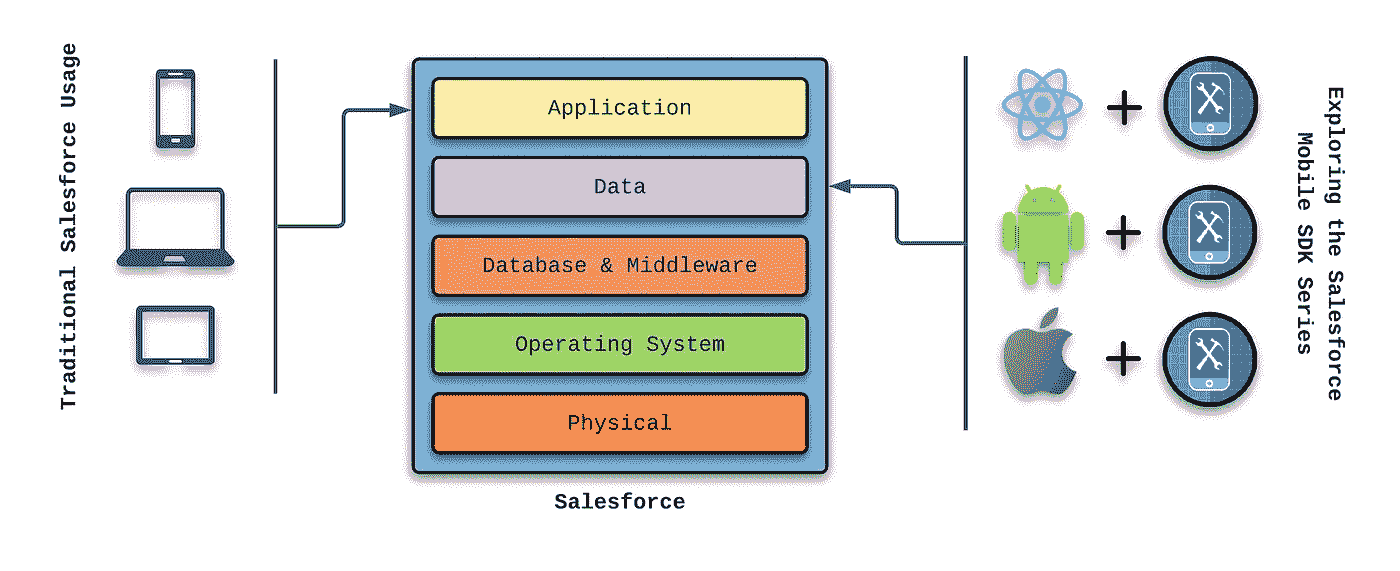 Traditional Salesforce Usage
Application
Data
Database & Middleware
Operating System
Physical
Salesforce
Exploring the Salesforce
Mobile SDK Series